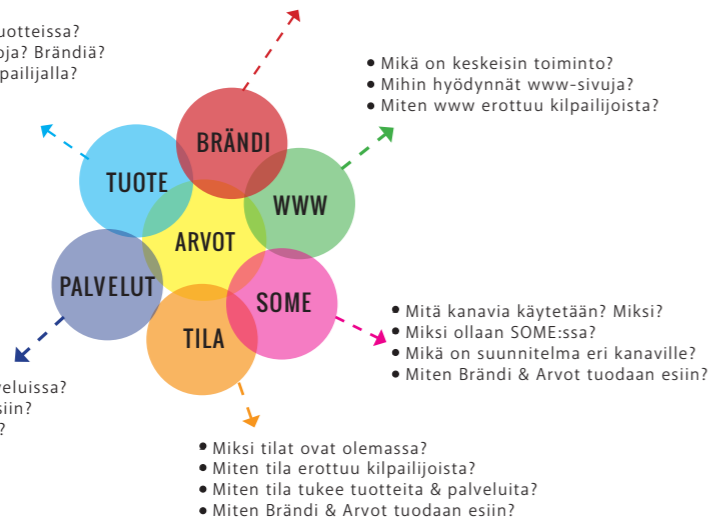 uotteissa?
oja? Brändiä?
pailijalla?
• Mikä on keskeisin toiminto?
• Mihin hyödynnät www-sivuja?
• Miten www erottuu kilpailijoista?
BRÄNDI
TUOTE
WWW
ARVOT
PALVELUT
SOME
TILA
• Mitä kanavia käytetään? Miksi?
• Miksi ollaan SOME:ssa?
• Mikä on suunnitelma eri kanaville?
• Miten Brändi & Arvot tuodaan esiin?
veluissa?
siin?
?
• Miksi tilat ovat olemassa?
• Miten tila erottuu kilpailijoista?
• Miten tila tukee tuotteita & palveluita?
• Miten Brändi & Arvot tuodaan esiin?